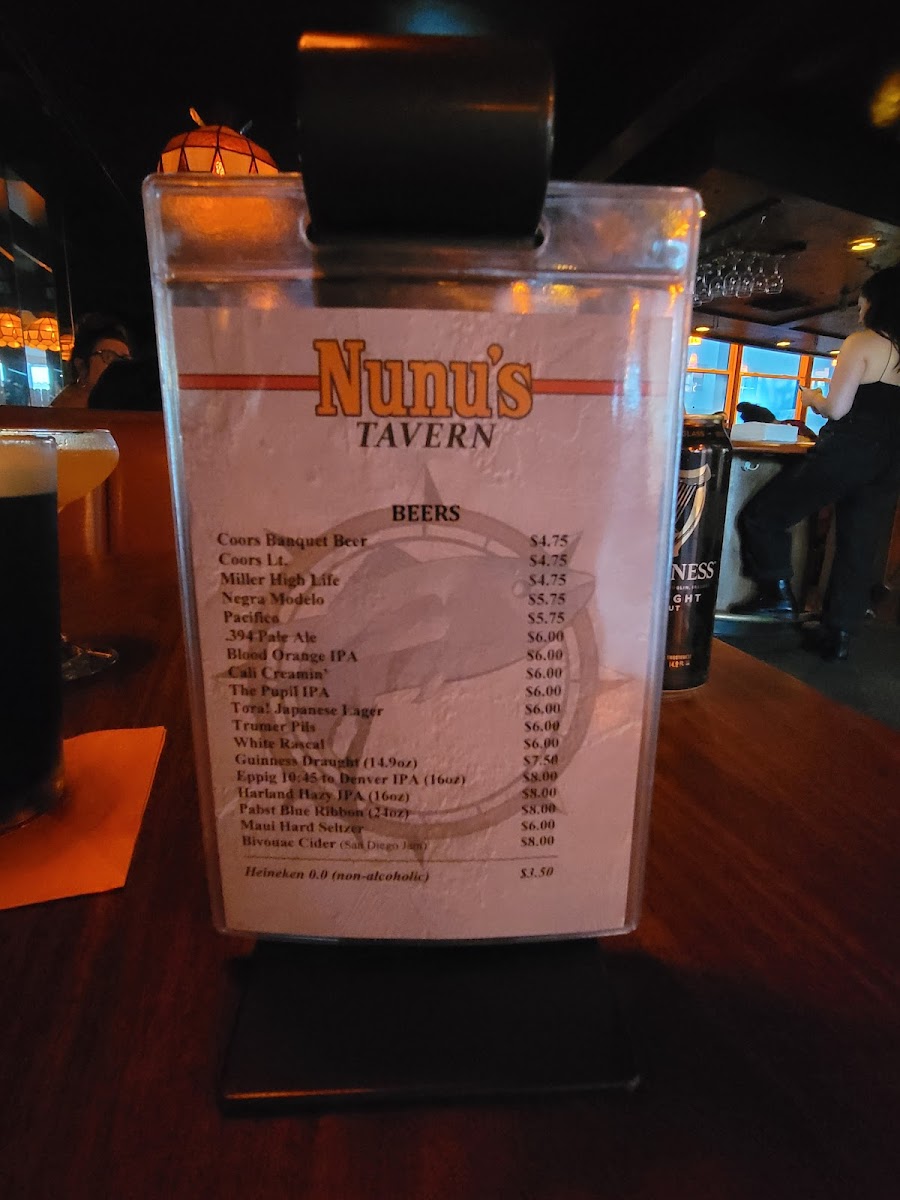 Nunu's
TAVERN
BEERS
Coors Banquet Beer $4.75
Coors Lt. $4.75
Miller High Life $4.75
Negra Modelo $5.75
Pacifico $5.75
.394 Pale Ale $6.00
Blood Orange IPA $6.00
Cali Creamin' $6.00
The Pupil IPA $6.00
Tora! Japanese Lager $6.00
Trumer Pils $6.00
White Rascal $6.00
Guinness Draught (14.9oz) $7.50
Eppig 10:45 to Denver IPA (16oz) $8.00
Harland Hazy IPA (16oz) $8.00
Pabst Blue Ribbon (24oz) $8.00
Maui Hard Seltzer $6.00
Bivouac Cider (San Diego Jam) $8.00
Heineken 0.0 (non-alcoholic) $3.50
NESS
GHT
UT
14.9